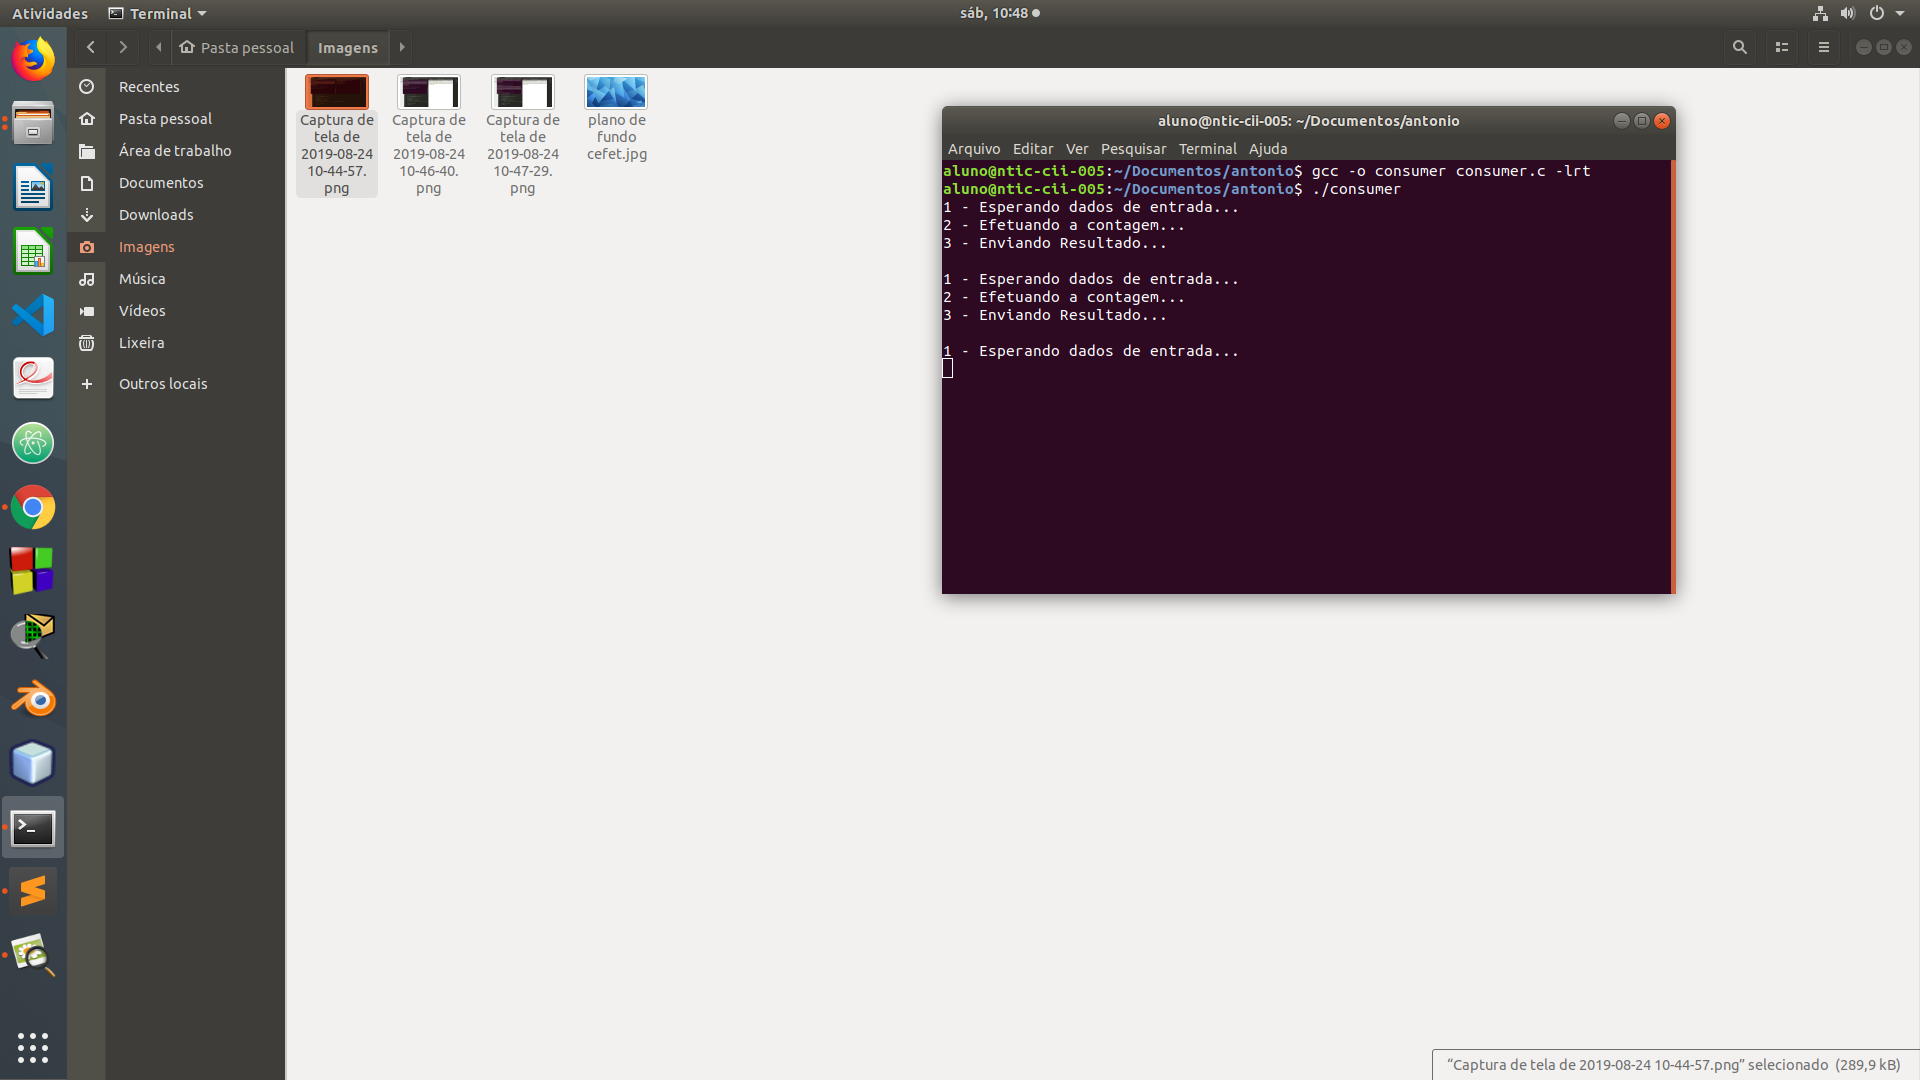 Atividades Terminal sáb, 10:48
Pasta pessoal Imagens
Recentes
Pasta pessoal
Área de trabalho
Documentos
Downloads
Imagens
Música
Vídeos
Lixeira
Outros locais
Captura de
tela de
2019-08-24
10-44-57.
png
Captura de
tela de
2019-08-24
10-46-40.
png
Captura de
tela de
2019-08-24
10-47-29.
png
plano de
fundo
cefet.jpg
aluno@ntic-cii-005: ~/Documentos/antonio
Arquivo Editar Ver Pesquisar Terminal Ajuda
aluno@ntic-cii-005:~/Documentos/antonio$ gcc -o consumer consumer.c -lrt
aluno@ntic-cii-005:~/Documentos/antonio$ ./consumer
1 - Esperando dados de entrada...
2 - Efetuando a contagem...
3 - Enviando Resultado...
1 - Esperando dados de entrada...
2 - Efetuando a contagem...
3 - Enviando Resultado...
1 - Esperando dados de entrada...
“Captura de tela de 2019-08-24 10-44-57.png” selecionado (289,9 kB)